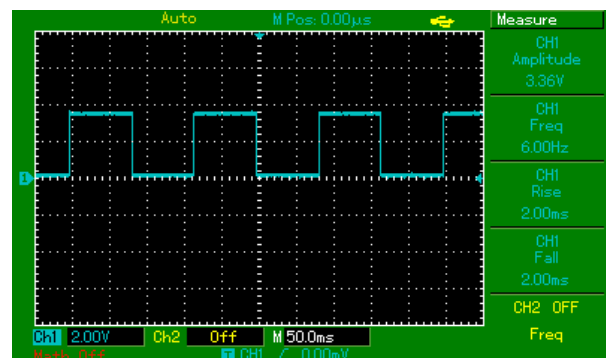 Auto M Pos: 0.00µs Measure
CH1
Amplitude
3.36V
CH1
Freq
6.00Hz
CH1
Rise
2.00ms
CH1
Fall
2.00ms
CH2 OFF
Freq
1
Ch1 2.00V Ch2 Off M 50.0ms
Math Off T CH1 / 0.00mV